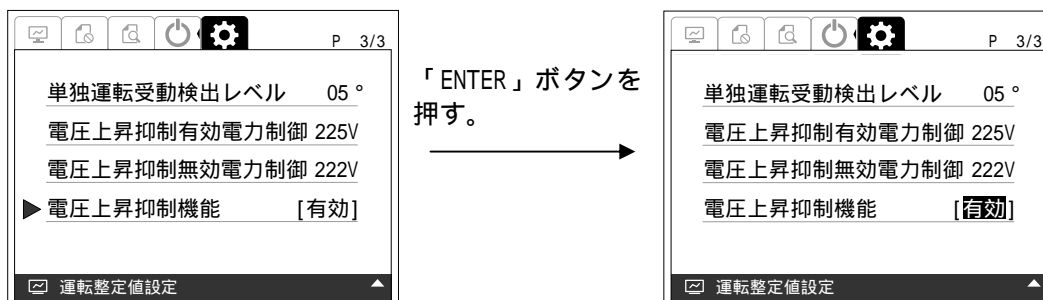 P 3/3
単独運転受動検出レベル 05°
電圧上昇抑制有効電力制御 225V
電圧上昇抑制無効電力制御 222V
電圧上昇抑制機能 [有効]
運転整定値設定
「ENTER」ボタンを
押す。
P 3/3
単独運転受動検出レベル 05°
電圧上昇抑制有効電力制御 225V
電圧上昇抑制無効電力制御 222V
電圧上昇抑制機能 [有効]
運転整定値設定